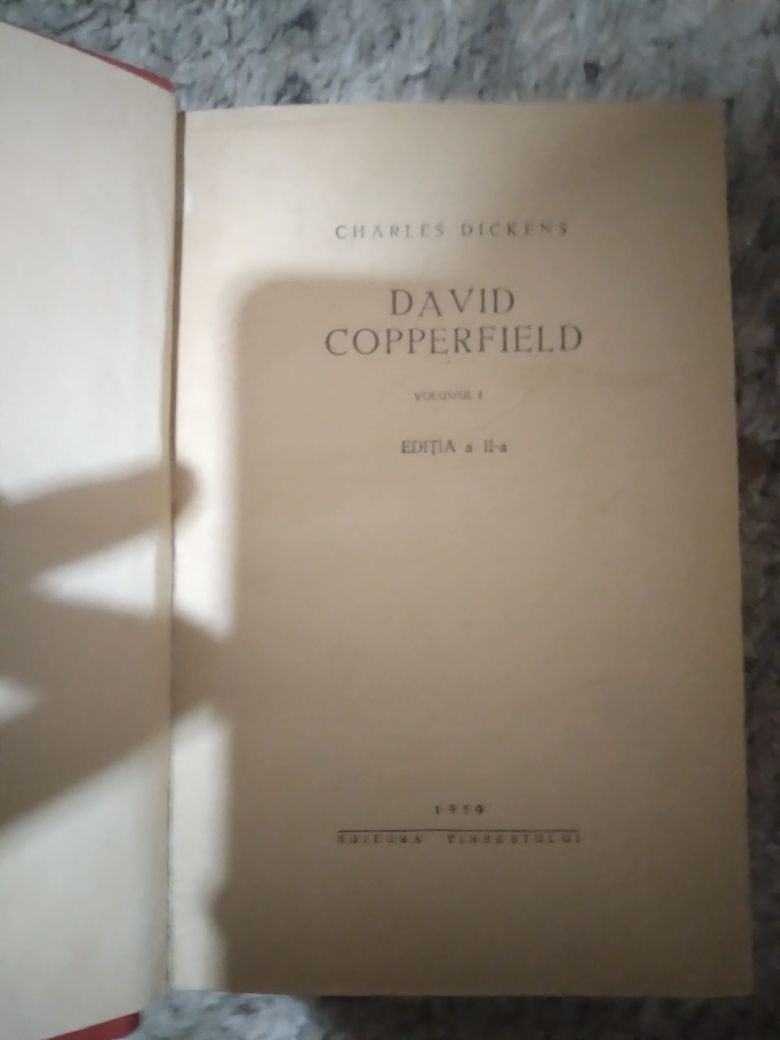 CHARLES DICKENS
DAVID
COPPERFIELD
VOLUMUL I
EDIȚIA a II-a
1959
EDITURA TINERETULUI